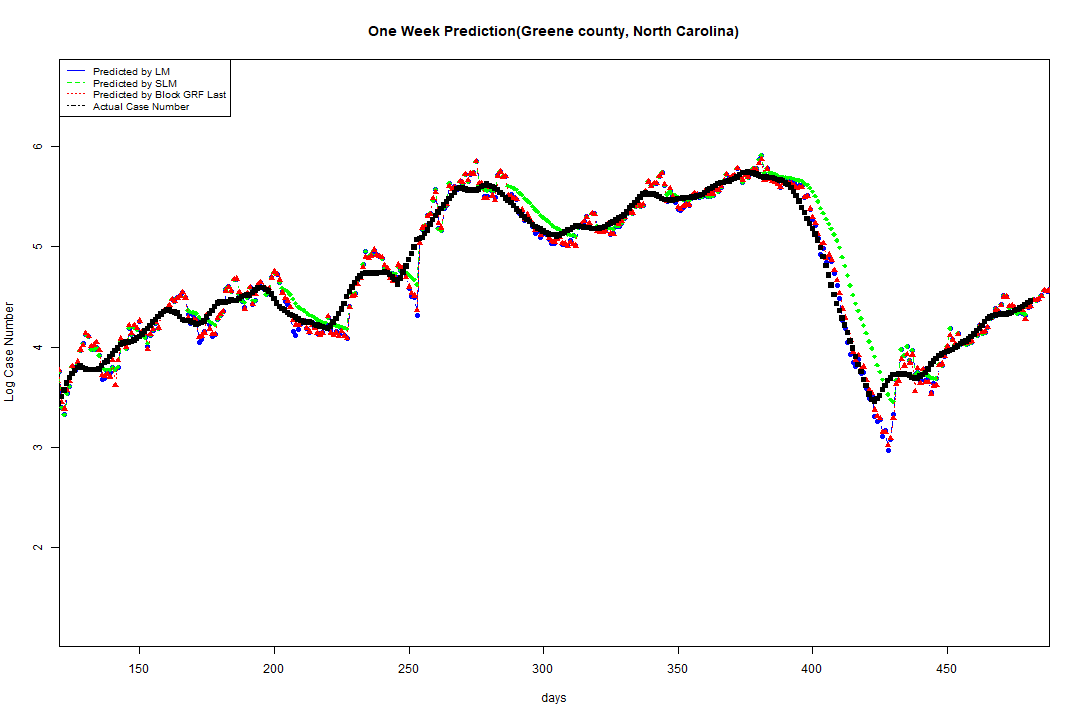 One Week Prediction(Greene county, North Carolina)
Predicted by LM
Predicted by SLM
Predicted by Block GRF Last
Actual Case Number
6
5
4
3
2
Log Case Number
150 200 250 300 350 400 450
days